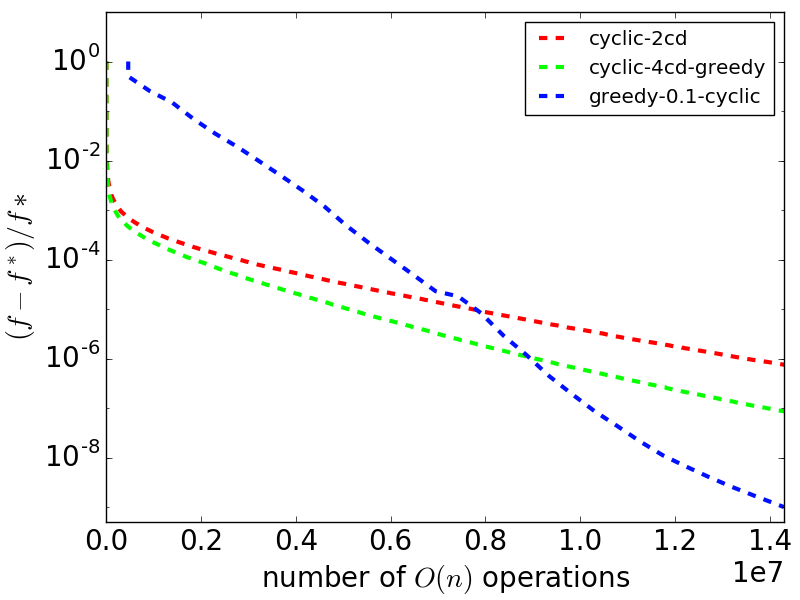 cyclic-2cd
cyclic-4cd-greedy
greedy-0.1-cyclic
10^0
10^-2
10^-4
10^-6
10^-8
(f − f*)/f*
0.0 0.2 0.4 0.6 0.8 1.0 1.2 1.4
1e7
number of O(n) operations